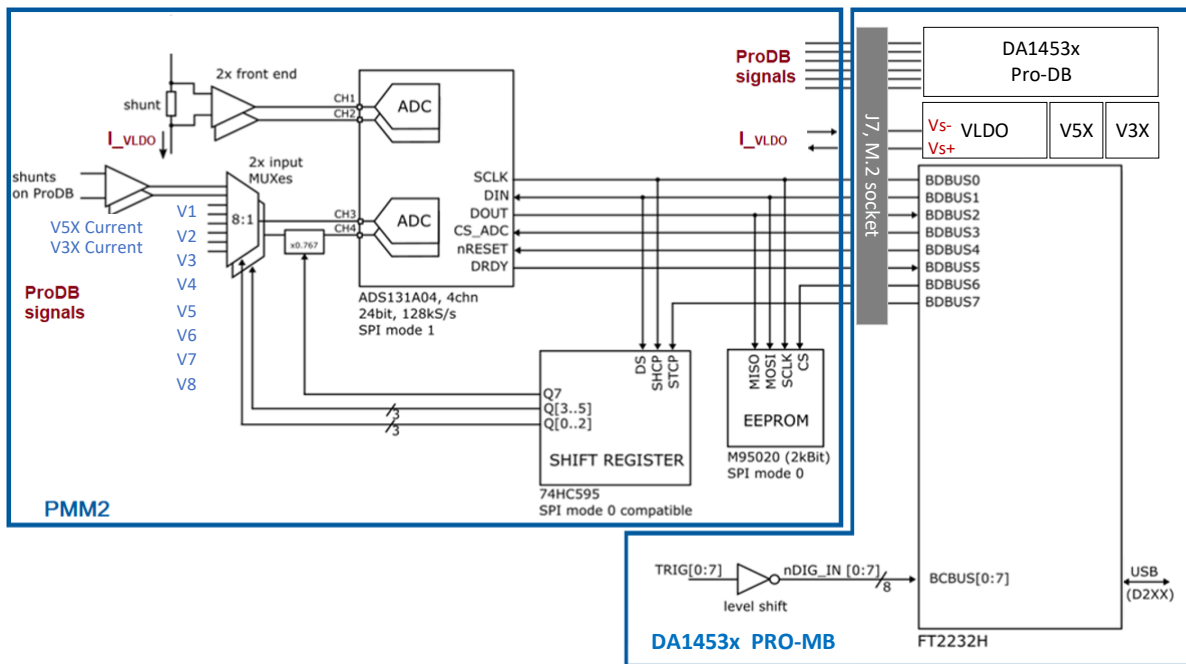 2x front end
shunt
I_VLDO
CH1
CH2
ADC
shunts
on ProDB
2x input
MUXes
8:1
V5X Current
V3X Current
V1
V2
V3
V4
V5
V6
V7
V8
ProDB
signals
x0.767
CH3
CH4
ADC
SCLK
DIN
DOUT
CS_ADC
nRESET
DRDY
ADS131A04, 4chn
24bit, 128kS/s
SPI mode 1
DS
SHCP
STCP
Q7
Q[3..5]
Q[0..2]
3
3
SHIFT REGISTER
74HC595
SPI mode 0 compatible
MISO
MOSI
SCLK
CS
EEPROM
M95020 (2kBit)
SPI mode 0
PMM2
ProDB
signals
I_VLDO
J7, M.2 socket
DA1453x
Pro-DB
Vs-
Vs+
VLDO
V5X
V3X
BDBUS0
BDBUS1
BDBUS2
BDBUS3
BDBUS4
BDBUS5
BDBUS6
BDBUS7
TRIG[0:7]
nDIG_IN [0:7]
8
level shift
BCBUS[0:7]
USB
(D2XX)
FT2232H
DA1453x PRO-MB